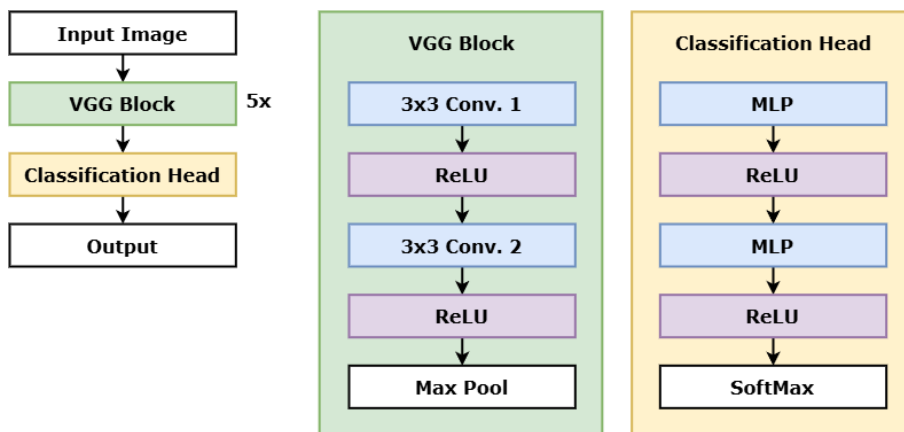 Input Image
VGG Block
5x
Classification Head
Output
VGG Block
3x3 Conv. 1
ReLU
3x3 Conv. 2
ReLU
Max Pool
Classification Head
MLP
ReLU
MLP
ReLU
SoftMax